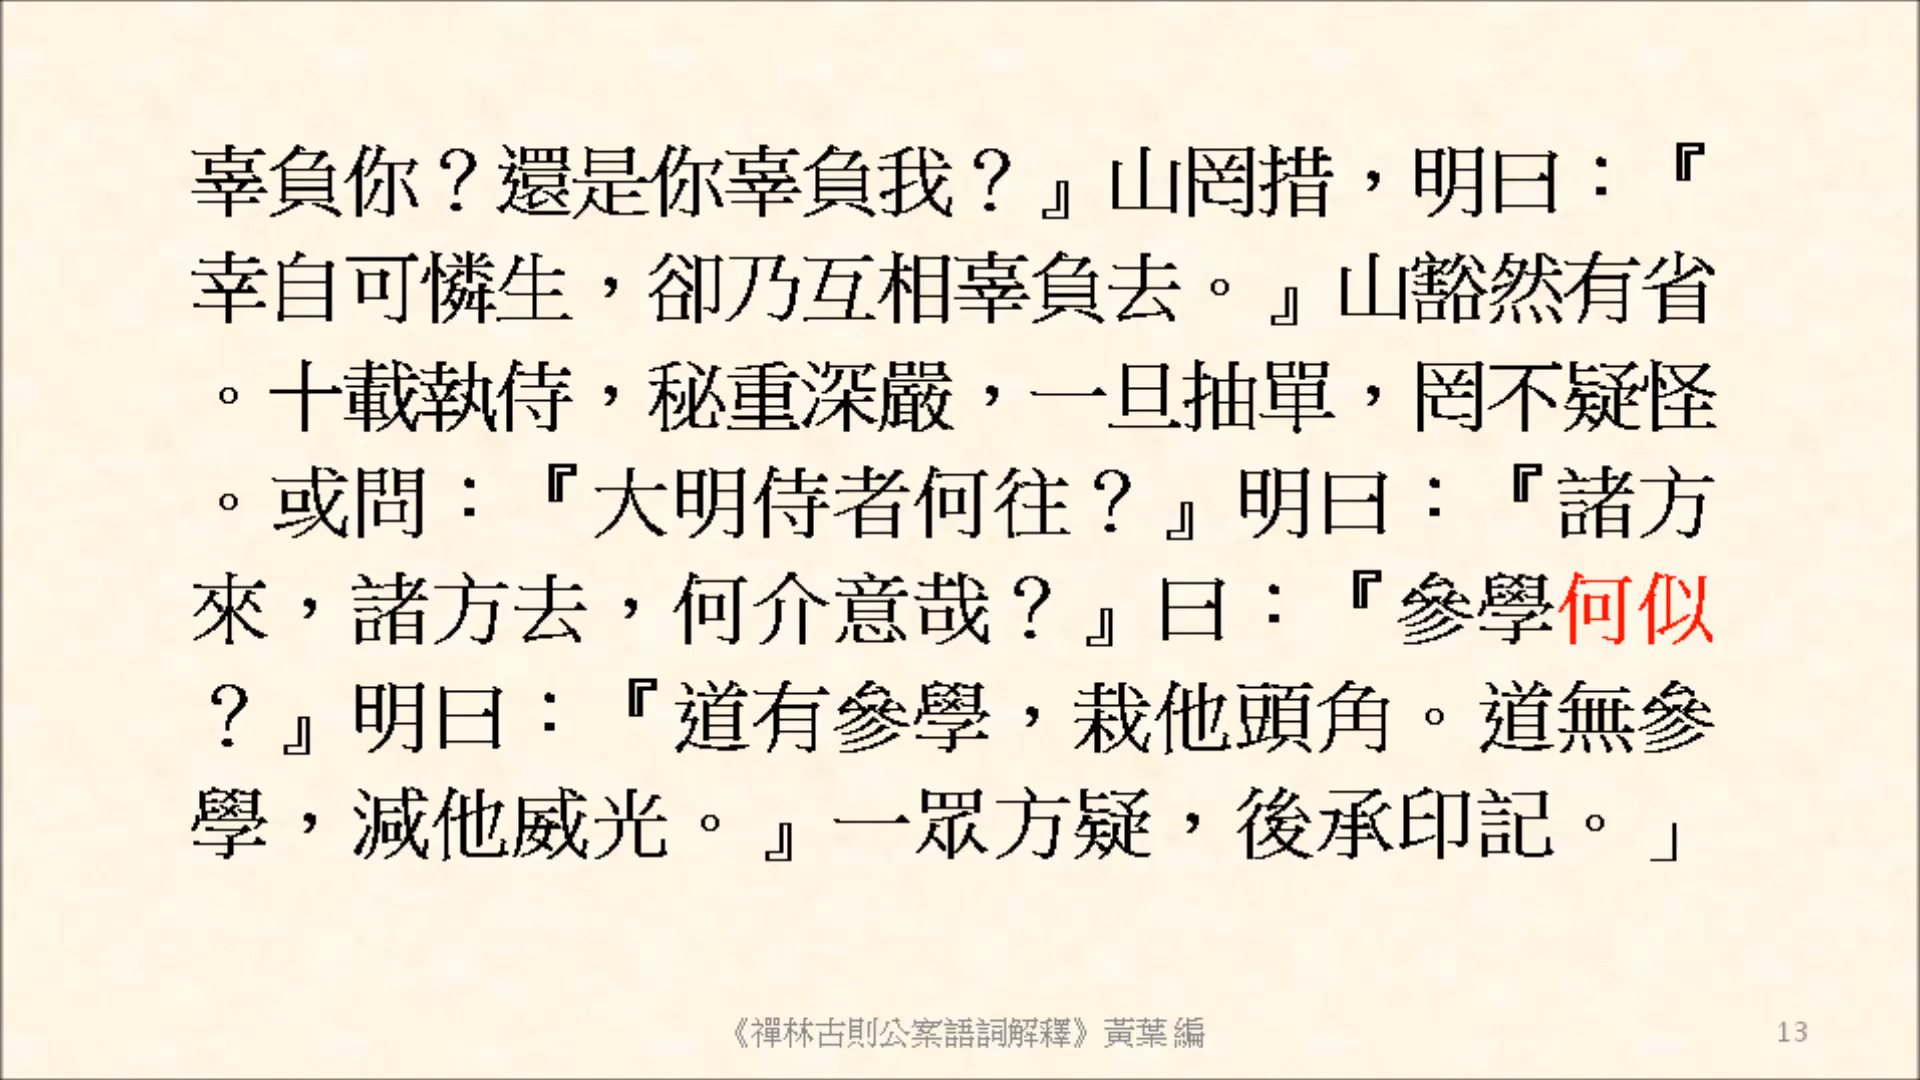 辜負你？還是你辜負我？』山罔措，明曰：『
幸自可憐生，卻乃互相辜負去。』山豁然有省
。十載執侍，秘重深嚴，一旦抽單，罔不疑怪
。或問：『大明侍者何往？』明曰：『諸方
來，諸方去，何介意哉？』曰：『參學何似
？』明曰：『道有參學，栽他頭角。道無參
學，減他威光。』一眾方疑，後承印記。」
《禪林古則公案語詞解釋》黃葉 編
13